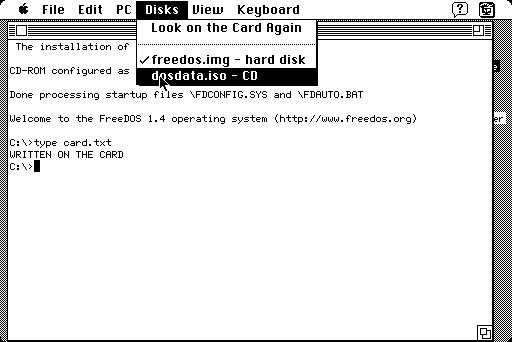 File Edit PC Disks View Keyboard
Look on the Card Again
freedos.img - hard disk
dosdata.iso - CD
The installation of
CD-ROM configured as
Done processing startup files \FDCONFIG.SYS and \FDAUTO.BAT
Welcome to the FreeDOS 1.4 operating system (http://www.freedos.org)
C:\>type card.txt
WRITTEN ON THE CARD
C:\>